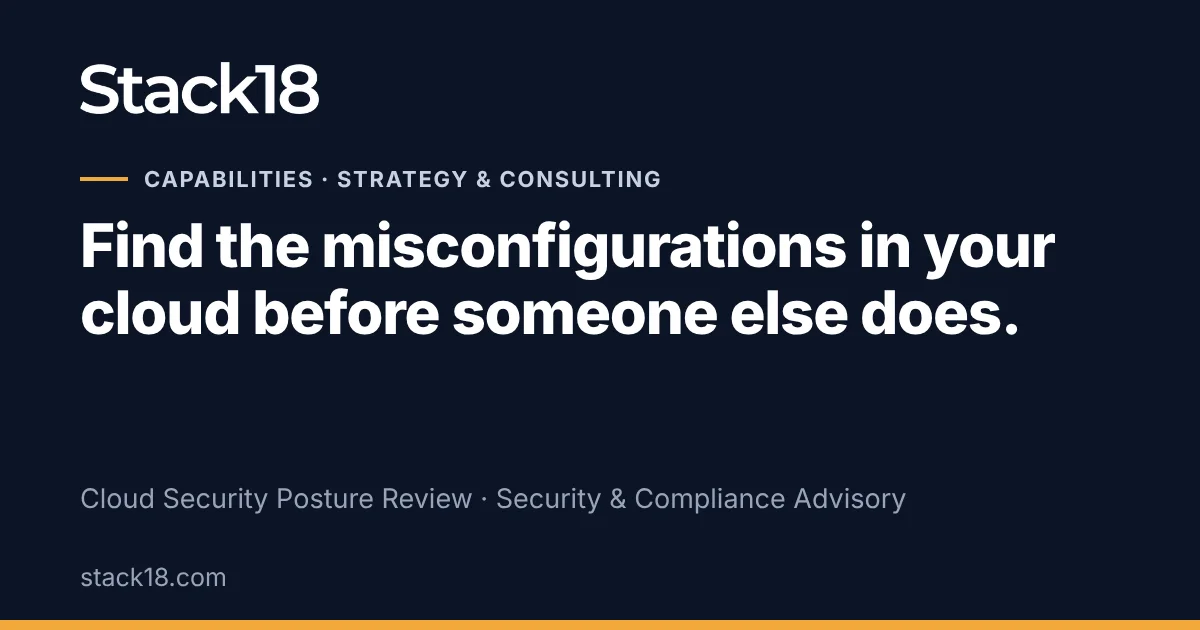 Stack18
CAPABILITIES · STRATEGY & CONSULTING
Find the misconfigurations in your
cloud before someone else does.
Cloud Security Posture Review · Security & Compliance Advisory
stack18.com